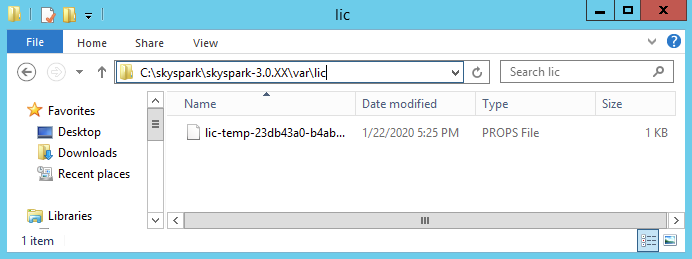 lic
File Home Share View
C:\skyspark\skyspark-3.0.XX\var\lic Search lic
Favorites
Desktop
Downloads
Recent places
Libraries
Name Date modified Type Size
lic-temp-23db43a0-b4ab... 1/22/2020 5:25 PM PROPS File 1 KB
1 item